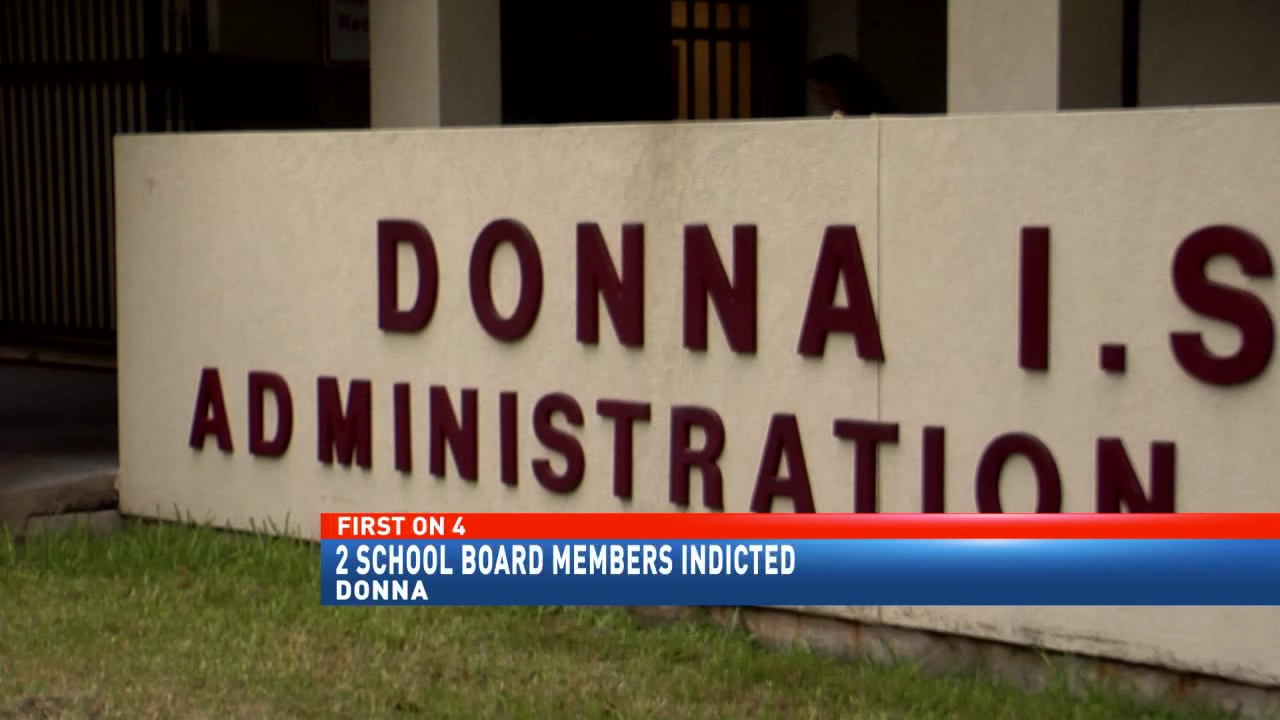 DONNA I.S
ADMINISTRATION
FIRST ON 4
2 SCHOOL BOARD MEMBERS INDICTED
DONNA